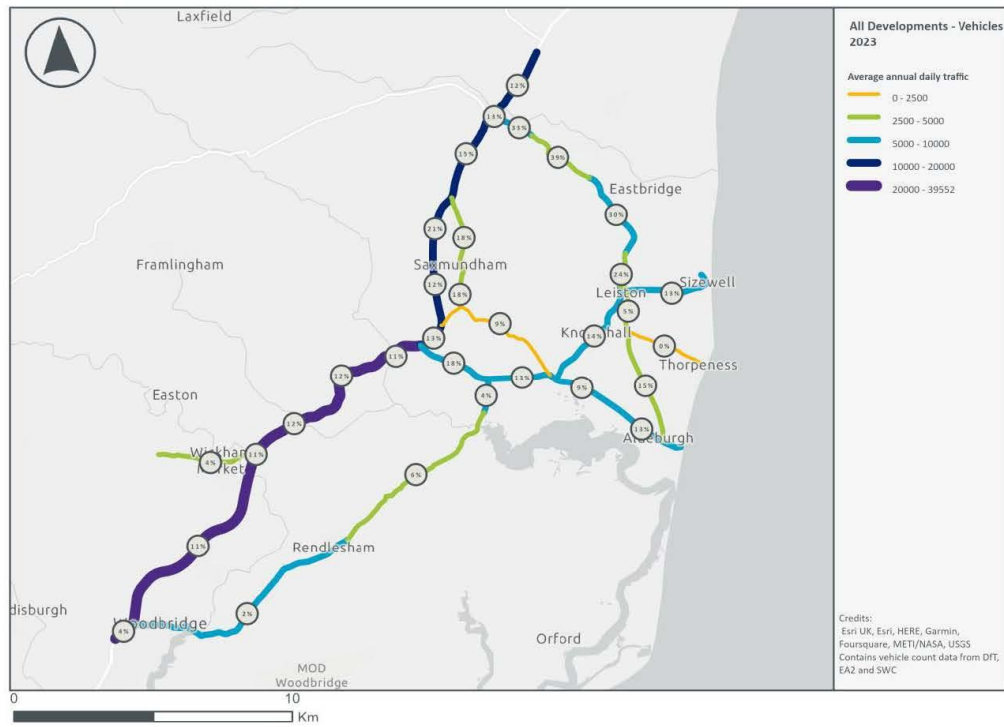 Laxfield
12%
13%
33%
15%
39%
Eastbridge
30%
21%
18%
Saxmundham
Framlingham
24%
Sizewell
12%
18%
Leiston
13%
5%
9%
Knodishall
14%
13%
0%
11%
Thorpeness
18%
12%
13%
9%
15%
Easton
4%
12%
13%
Aldeburgh
Wickham
Market
4%
11%
6%
11%
Rendlesham
disburgh
Woodbridge
4%
2%
Orford
MOD
Woodbridge
0
10
Km
All Developments - Vehicles
2023
Average annual daily traffic
0 - 2500
2500 - 5000
5000 - 10000
10000 - 20000
20000 - 39552
Credits:
Esri UK, Esri, HERE, Garmin,
Foursquare, METI/NASA, USGS
Contains vehicle count data from DfT,
EA2 and SWC